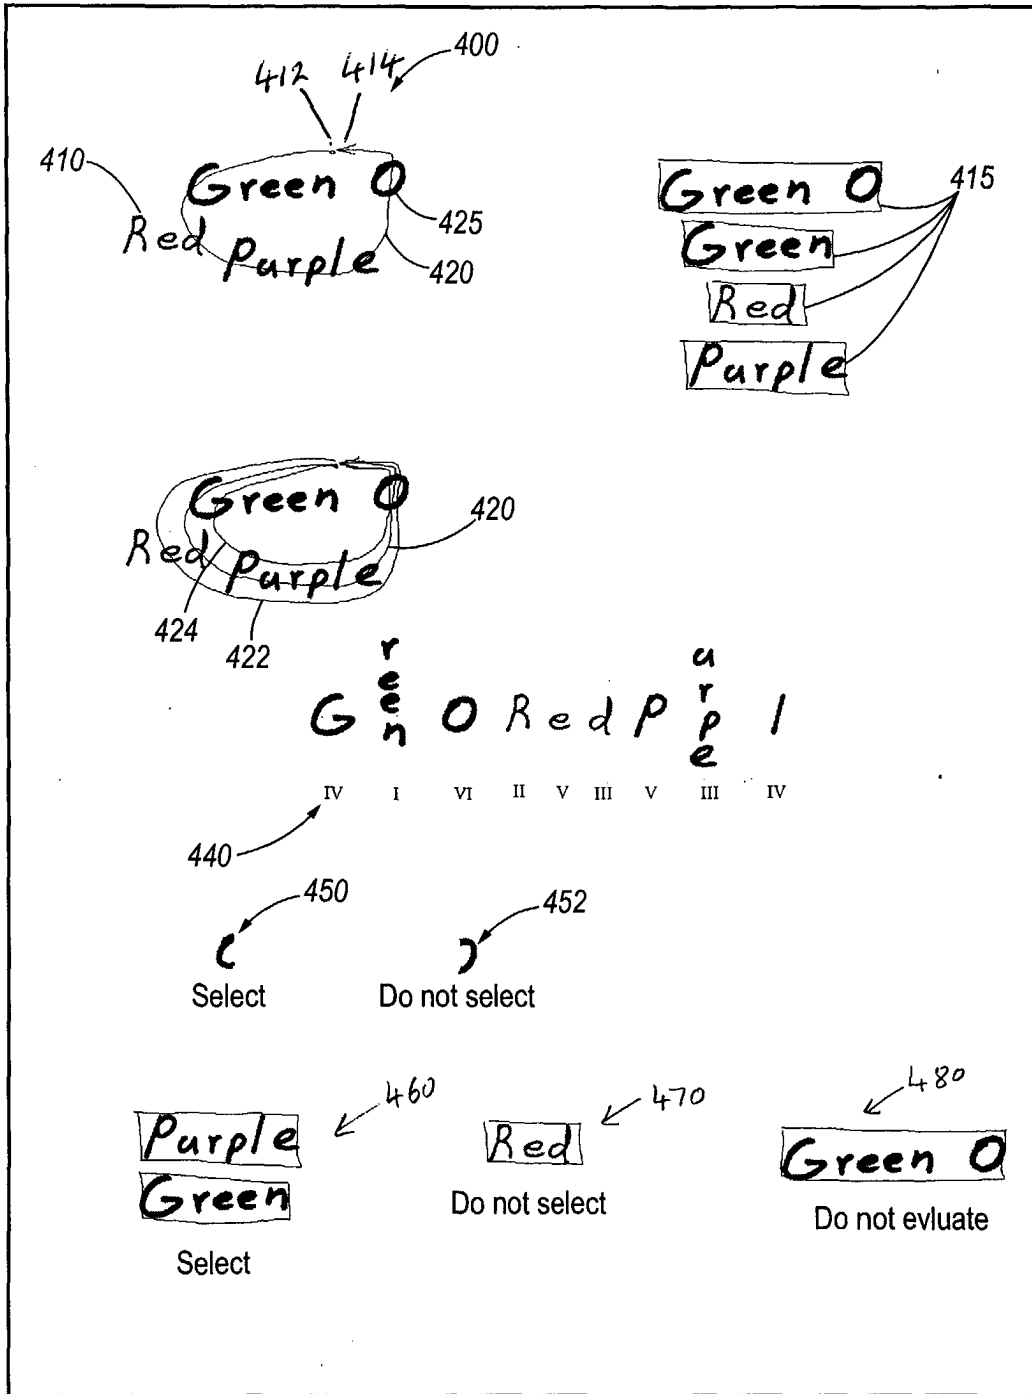 400
412 414
410
Green O
425
Red
Purple
420
Green O
415
Green
Red
Purple
Green O
420
Red
Purple
424
422
G r e e n O R e d P u r p e l
IV I VI II V III V III IV
440
450
452
Select
Do not select
460
470
480
Purple
Red
Green O
Green
Do not select
Do not evluate
Select